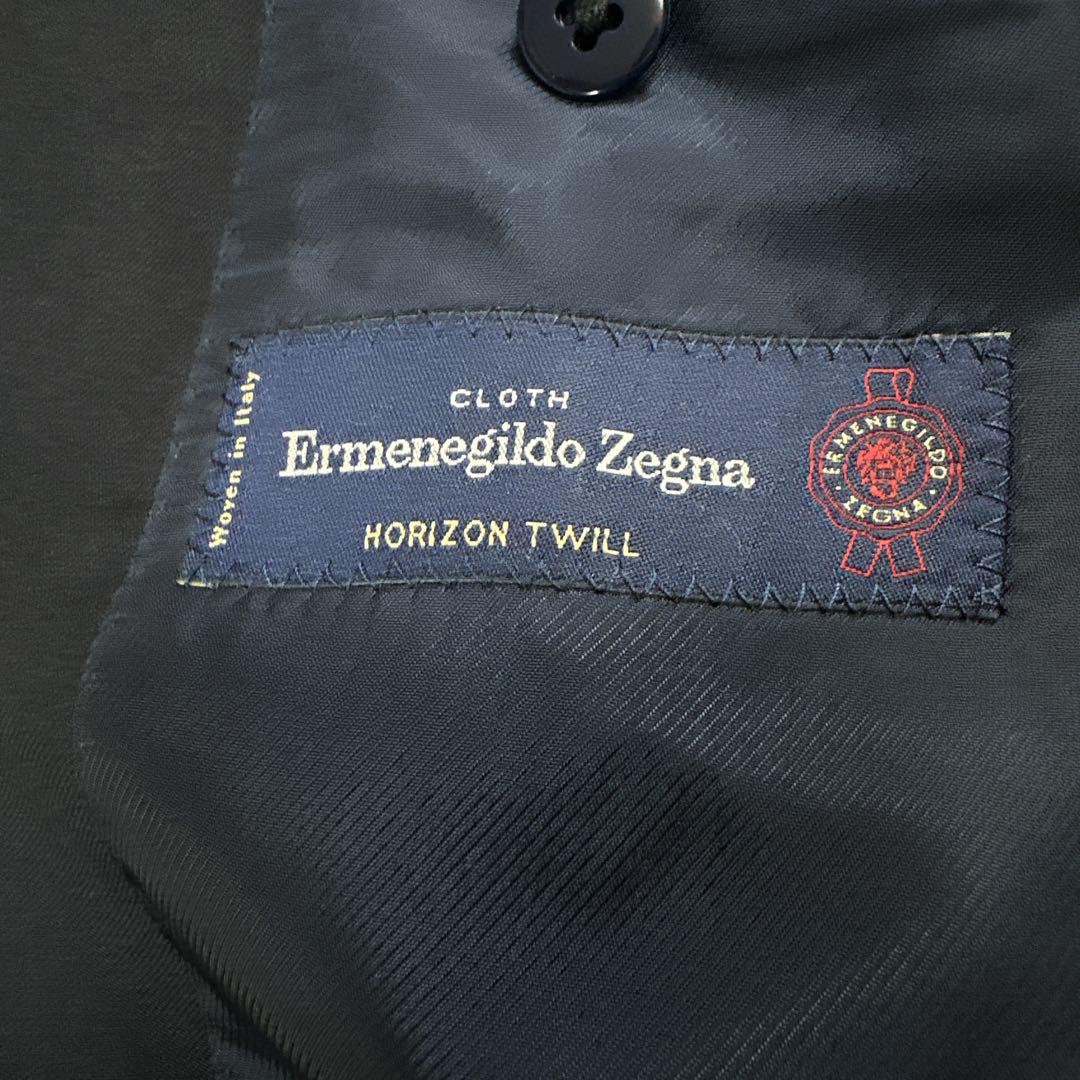 Woven in Italy
CLOTH
Ermenegildo Zegna
HORIZON TWILL
ERMENEGILDO
ZEGNA